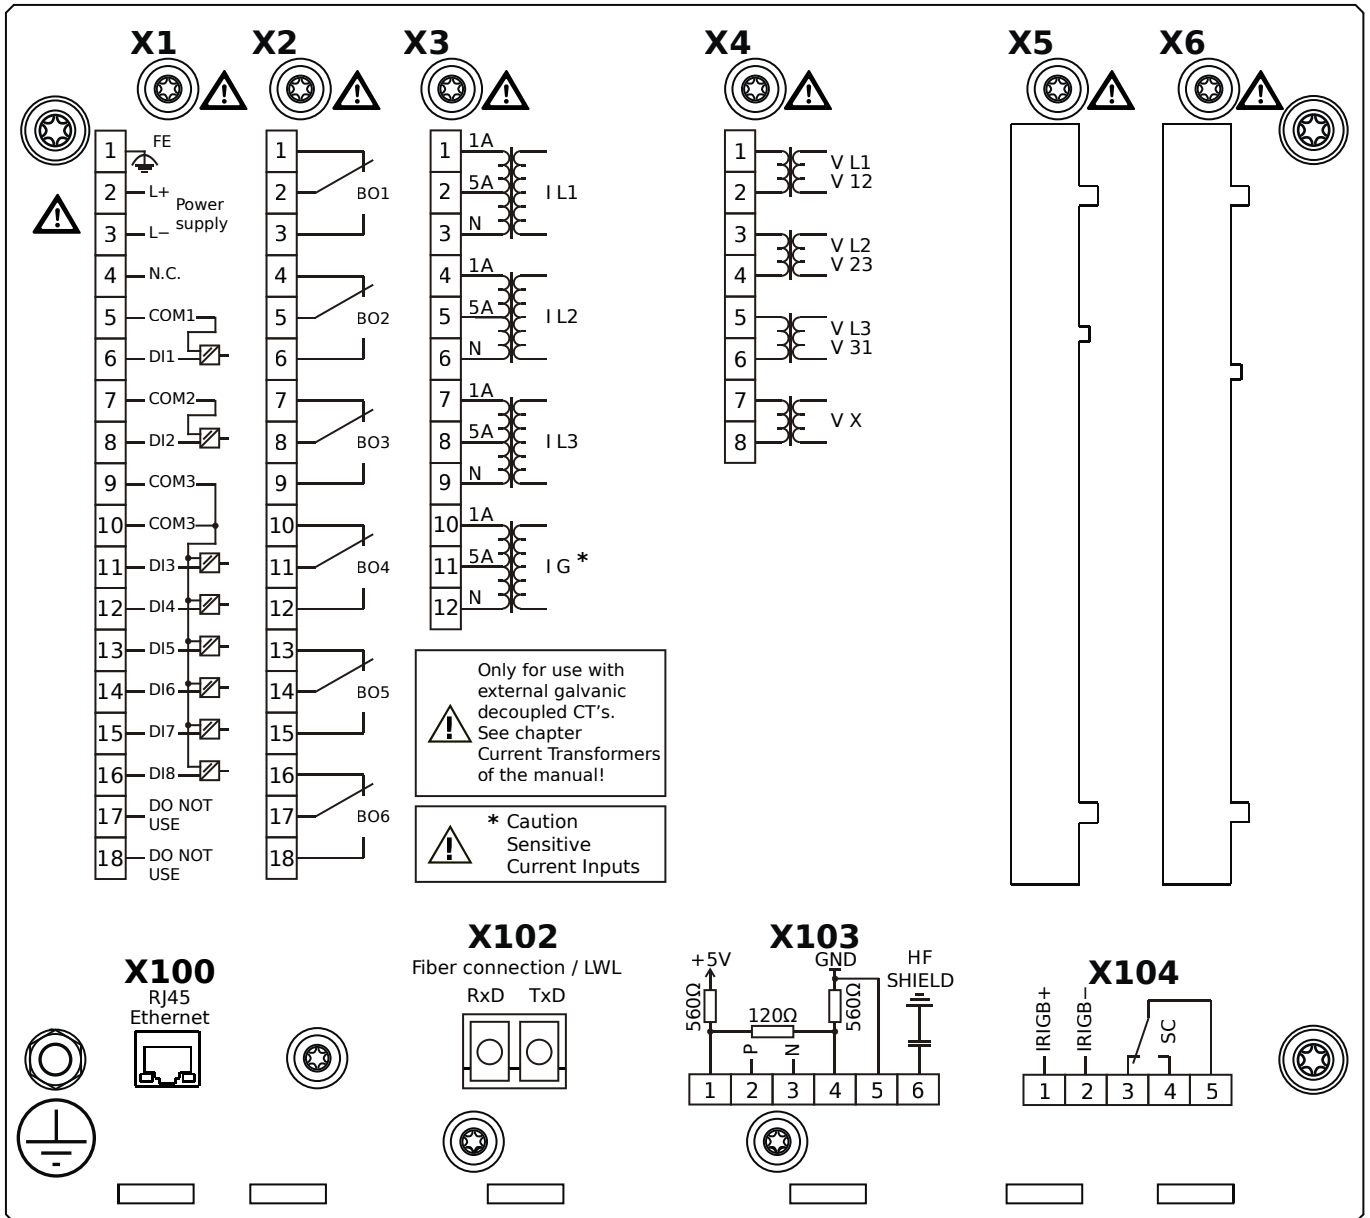 X1
X2
X3
X4
X5
X6
1
FE
2
L+
Power
supply
3
L−
4
N.C.
5
COM1
6
DI1
7
COM2
8
DI2
9
COM3
10
COM3
11
DI3
12
DI4
13
DI5
14
DI6
15
DI7
16
DI8
17
DO NOT
USE
18
DO NOT
USE
1
2
BO1
3
4
5
BO2
6
7
8
BO3
9
10
11
BO4
12
13
14
BO5
15
16
17
BO6
18
1
1A
2
5A
I L1
3
N
4
1A
5
5A
I L2
6
N
7
1A
8
5A
I L3
9
N
10
1A
11
5A
I G *
12
N
1
V L1
2
V 12
3
V L2
4
V 23
5
V L3
6
V 31
7
V X
8
Only for use with
external galvanic
decoupled CT's.
See chapter
Current Transformers
of the manual!
* Caution
Sensitive
Current Inputs
X100
RJ45
Ethernet
X102
Fiber connection / LWL
RxD TxD
X103
+5V
GND
HF
SHIELD
560Ω
120Ω
560Ω
P
N
1 2 3 4 5 6
X104
IRIGB+
IRIGB−
SC
1 2 3 4 5